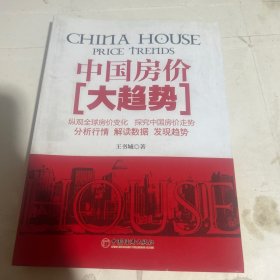 CHINA HOUSE
PRICE TRENDS
中国房价
[大趋势]
纵观全球房价变化 探究中国房价走势
分析行情 解读数据 发现趋势
王书城◎著
HOUSE